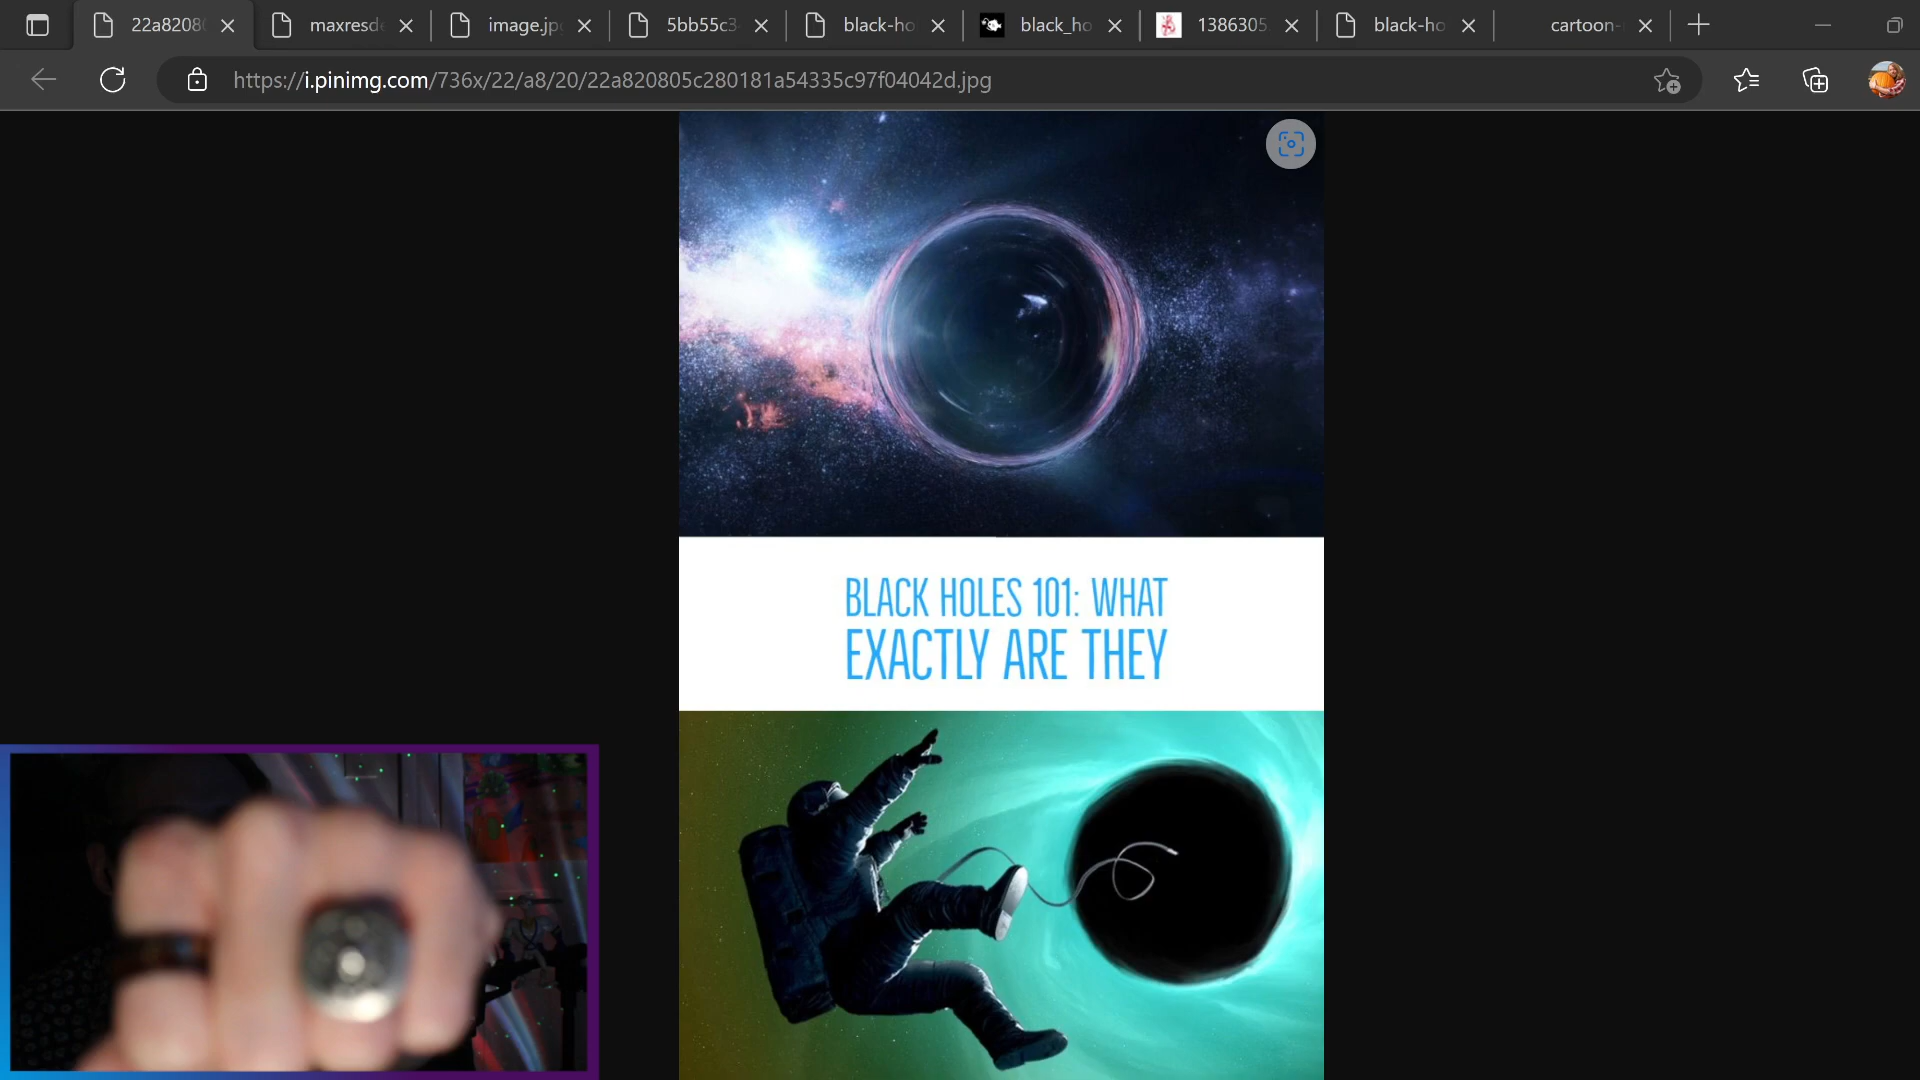 22a8208
maxresde
image.jp
5bb55c3
black-ho
black_ho
1386305
black-ho
cartoon-
https://i.pinimg.com/736x/22/a8/20/22a820805c280181a54335c97f04042d.jpg
BLACK HOLES 101: WHAT
EXACTLY ARE THEY